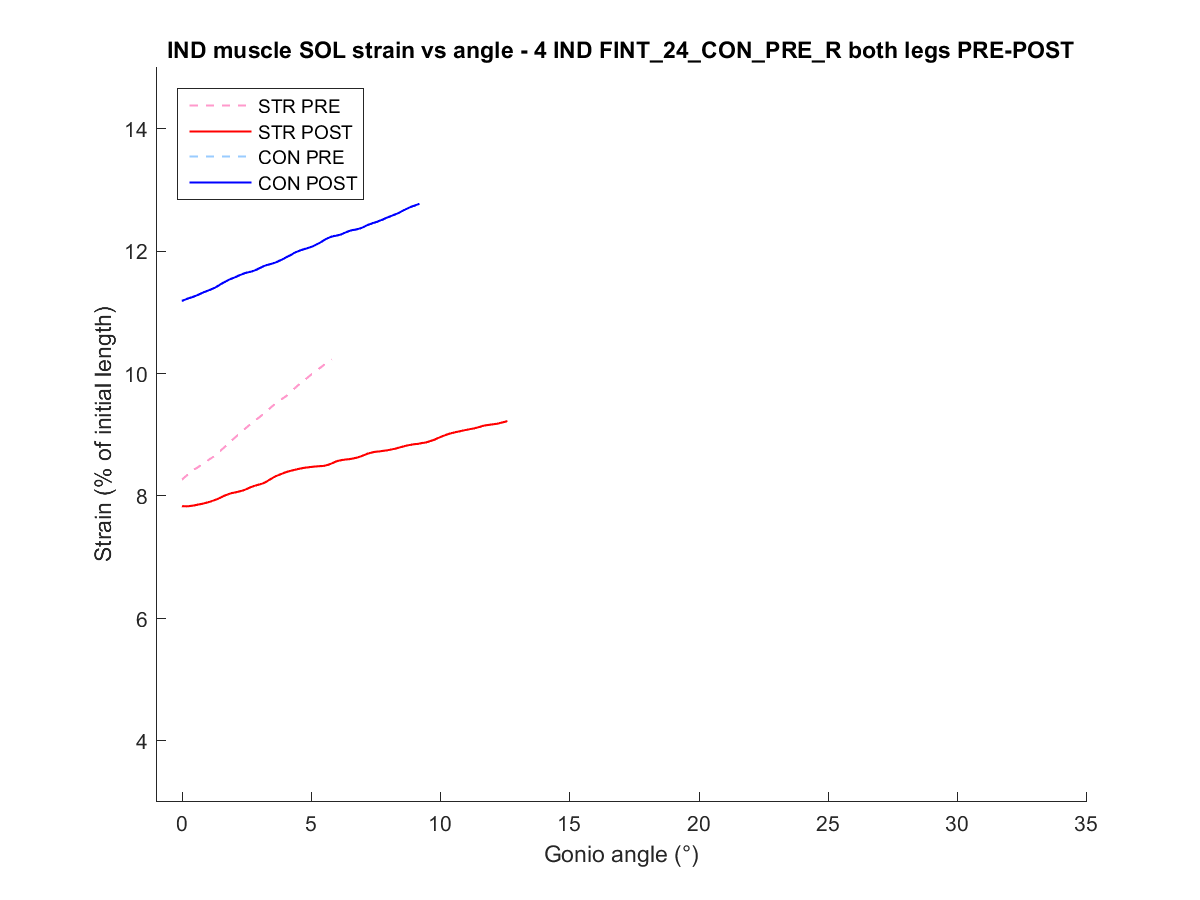 IND muscle SOL strain vs angle - 4 IND FINT_24_CON_PRE_R both legs PRE-POST
STR PRE
STR POST
CON PRE
CON POST
14
12
10
8
6
4
Strain (% of initial length)
0 5 10 15 20 25 30 35
Gonio angle (°)